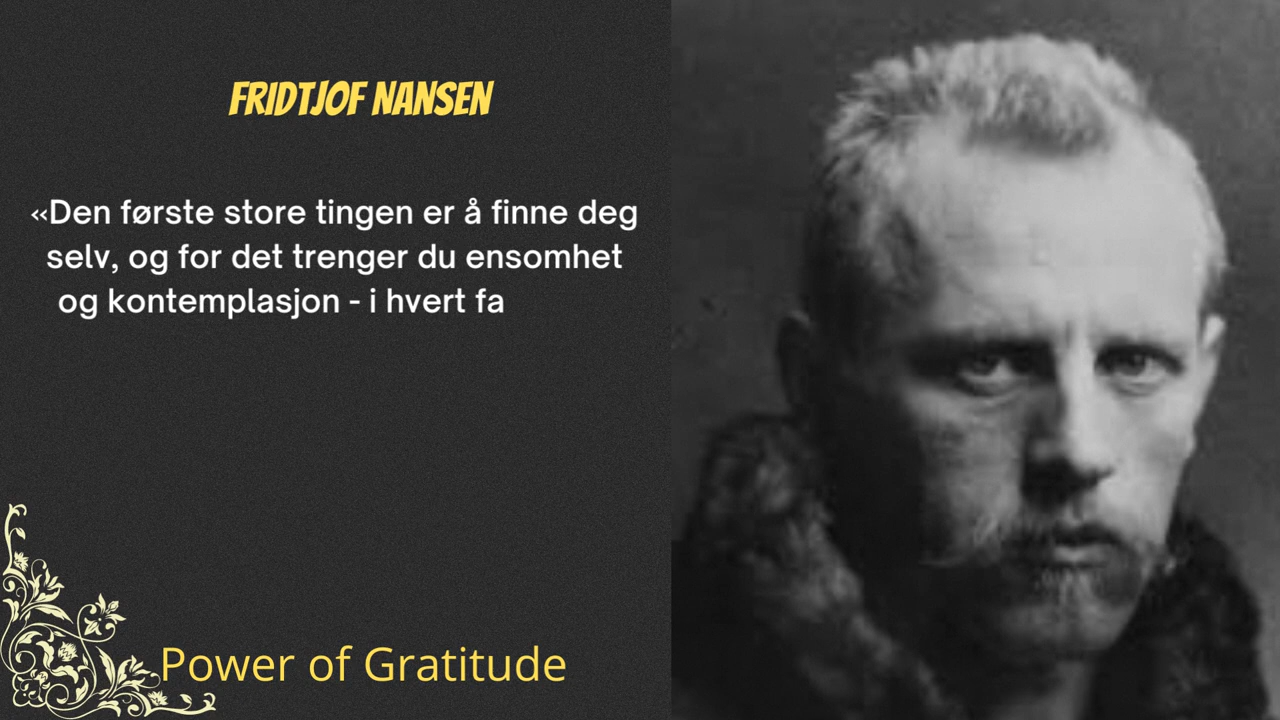 FRIDTJOF NANSEN
«Den første store tingen er å finne deg
selv, og for det trenger du ensomhet
og kontemplasjon - i hvert fa
Power of Gratitude